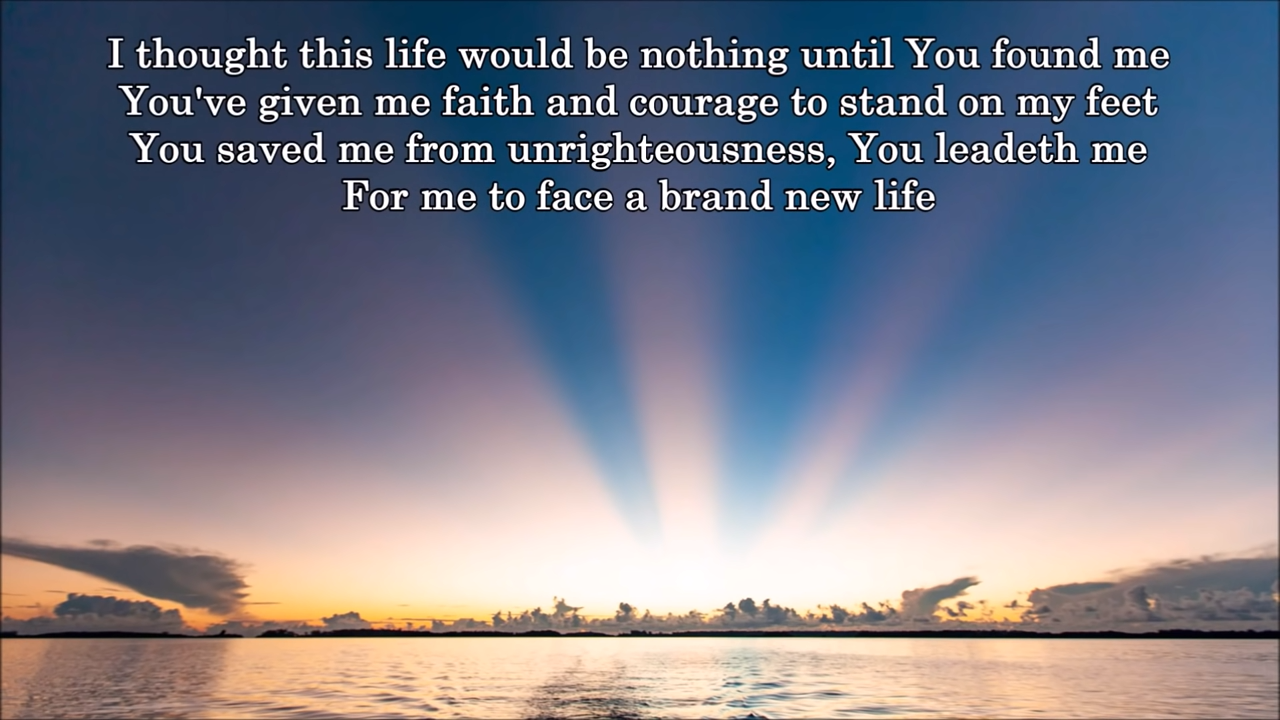 I thought this life would be nothing until You found me
You've given me faith and courage to stand on my feet
You saved me from unrighteousness, You leadeth me
For me to face a brand new life